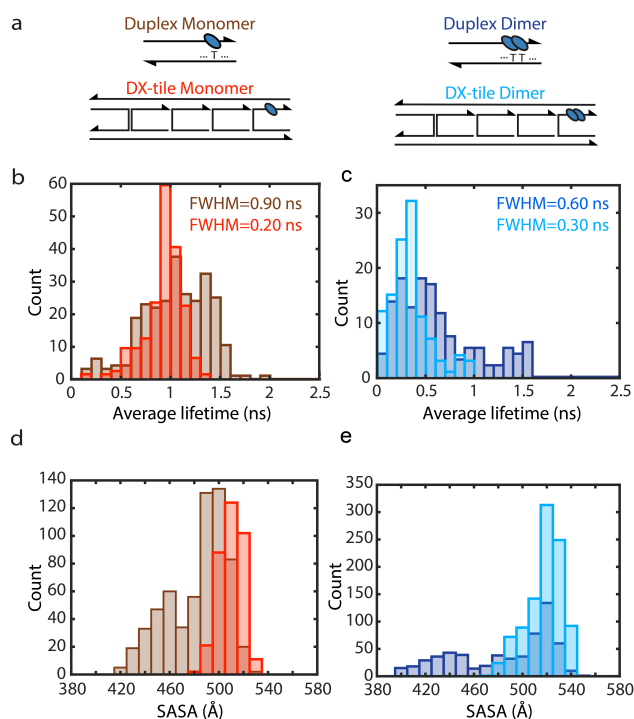 a
Duplex Monomer
... T ...
DX-tile Monomer
Duplex Dimer
... T T ...
DX-tile Dimer
b
60
50
40
30
20
10
0
Count
FWHM=0.90 ns
FWHM=0.20 ns
0 0.5 1 1.5 2 2.5
Average lifetime (ns)
c
30
20
10
0
Count
FWHM=0.60 ns
FWHM=0.30 ns
0 0.5 1 1.5 2 2.5
Average lifetime (ns)
d
140
120
100
80
60
40
20
0
Count
380 420 460 500 540 580
SASA (Å)
e
350
300
250
200
150
100
50
0
Count
380 420 460 500 540 580
SASA (Å)